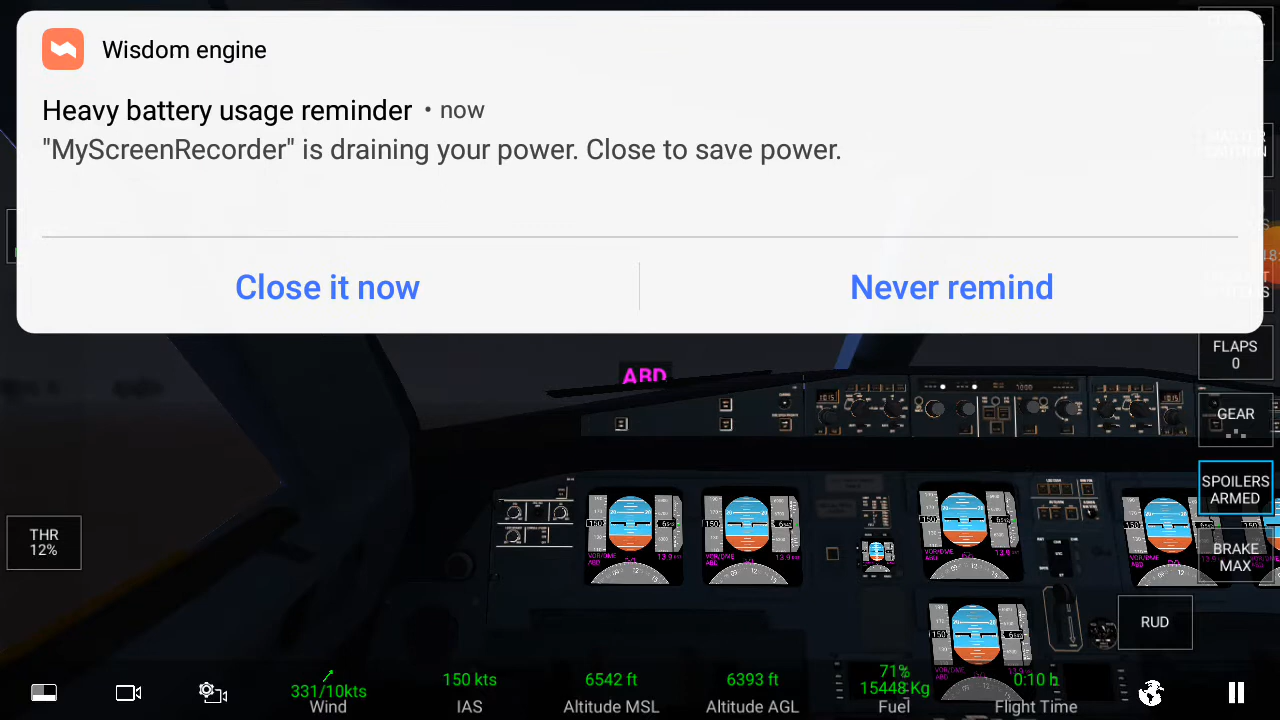 Wisdom engine
Heavy battery usage reminder • now
"MyScreenRecorder" is draining your power. Close to save power.
Close it now
Never remind
ABD
FLAPS
0
GEAR
SPOILERS
ARMED
THR
12%
BRAKE
MAX
RUD
331/10kts
Wind
150 kts
IAS
6542 ft
Altitude MSL
6393 ft
Altitude AGL
71%
15448 Kg
Fuel
0:10 h
Flight Time